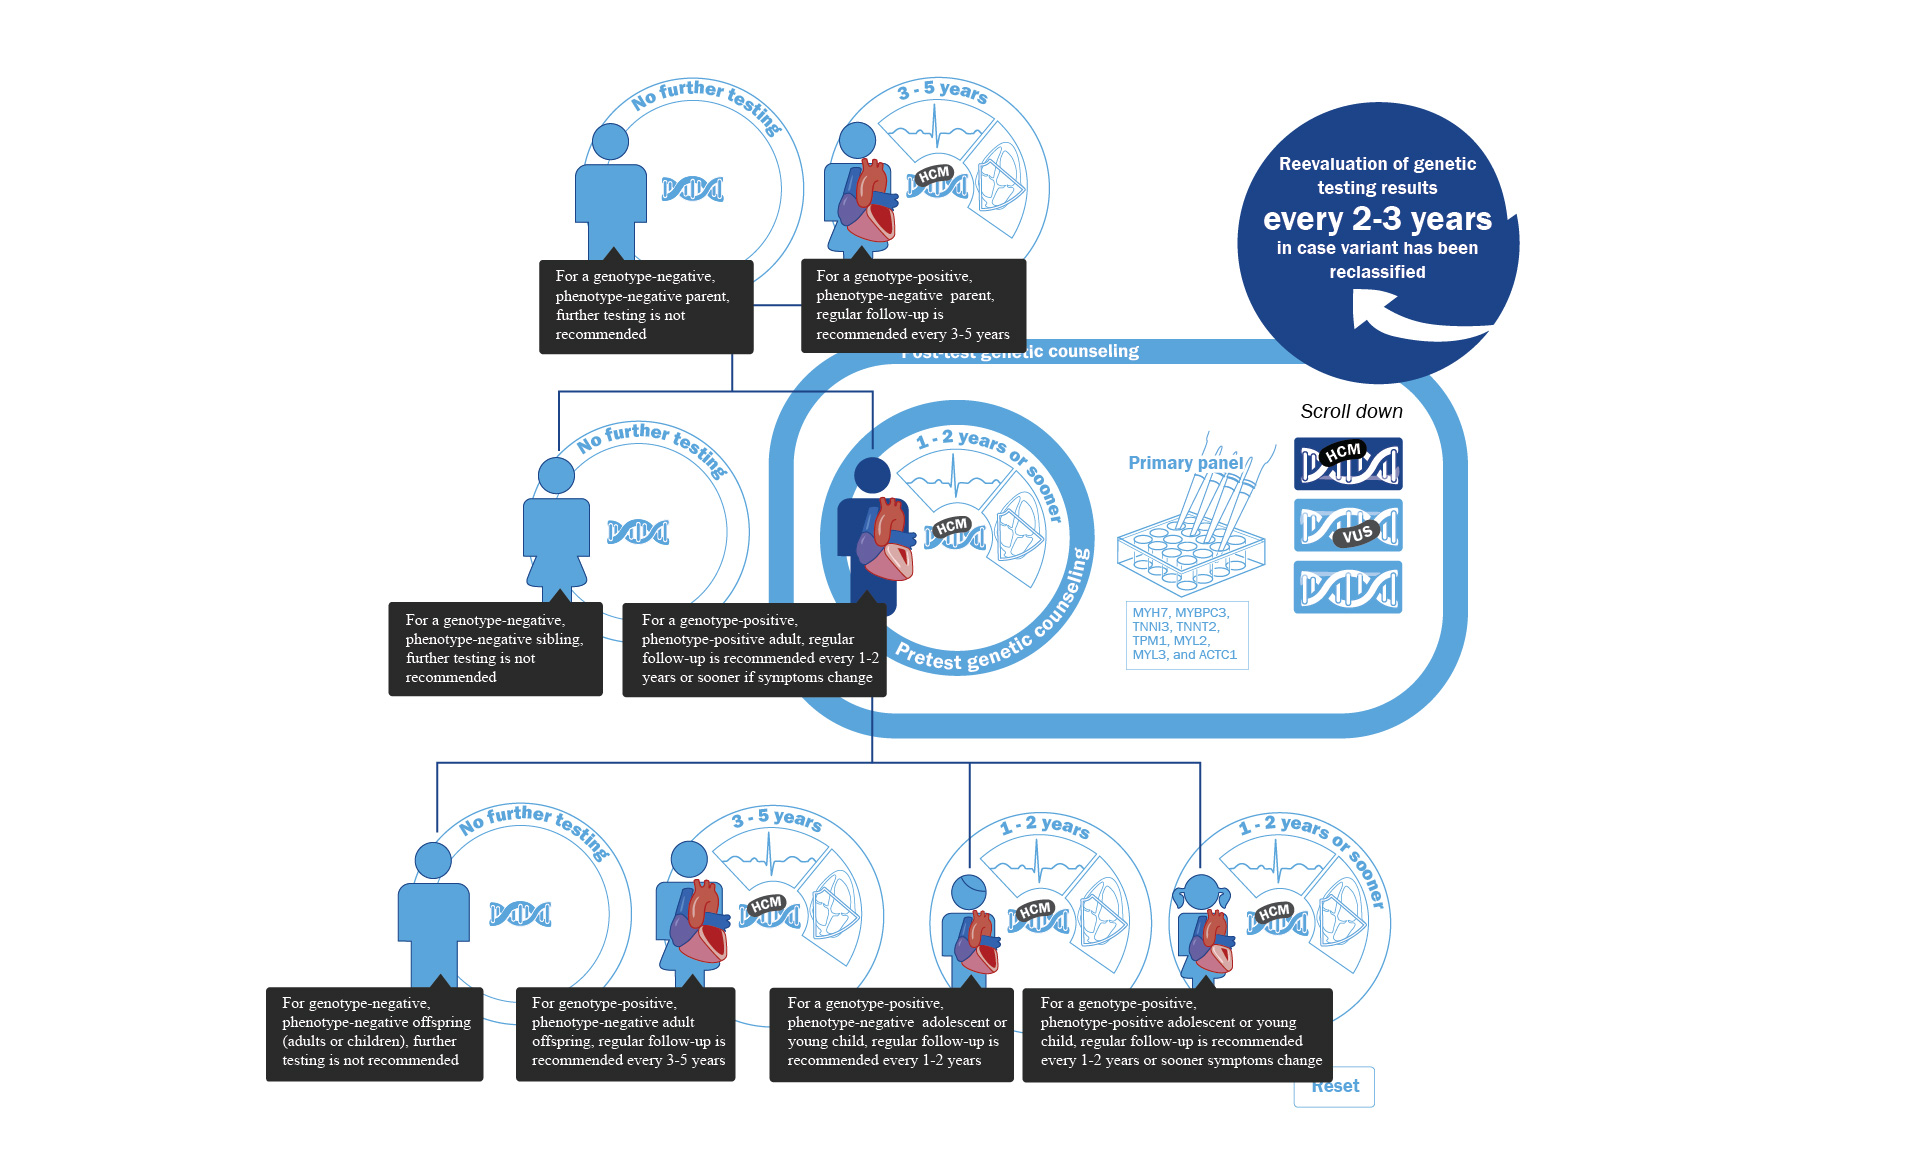 No further testing
3 - 5 years
HCM
For a genotype-negative,
phenotype-negative parent,
further testing is not
recommended
For a genotype-positive,
phenotype-negative parent,
regular follow-up is
recommended every 3-5 years
Reevaluation of genetic
testing results
every 2-3 years
in case variant has been
reclassified
Post-test genetic counseling
No further testing
1 - 2 years or sooner
HCM
Pretest genetic counseling
Primary panel
MYH7, MYBPC3,
TNNI3, TNNT2,
TPM1, MYL2,
MYL3, and ACTC1
Scroll down
HCM
VUS
For a genotype-negative,
phenotype-negative sibling,
further testing is not
recommended
For a genotype-positive,
phenotype-positive adult, regular
follow-up is recommended every 1-2
years or sooner if symptoms change
No further testing
3 - 5 years
HCM
1 - 2 years
HCM
1 - 2 years or sooner
HCM
For genotype-negative,
phenotype-negative offspring
(adults or children), further
testing is not recommended
For genotype-positive,
phenotype-negative adult
offspring, regular follow-up is
recommended every 3-5 years
For a genotype-positive,
phenotype-negative adolescent or
young child, regular follow-up is
recommended every 1-2 years
For a genotype-positive,
phenotype-positive adolescent or young
child, regular follow-up is recommended
every 1-2 years or sooner symptoms change
Reset